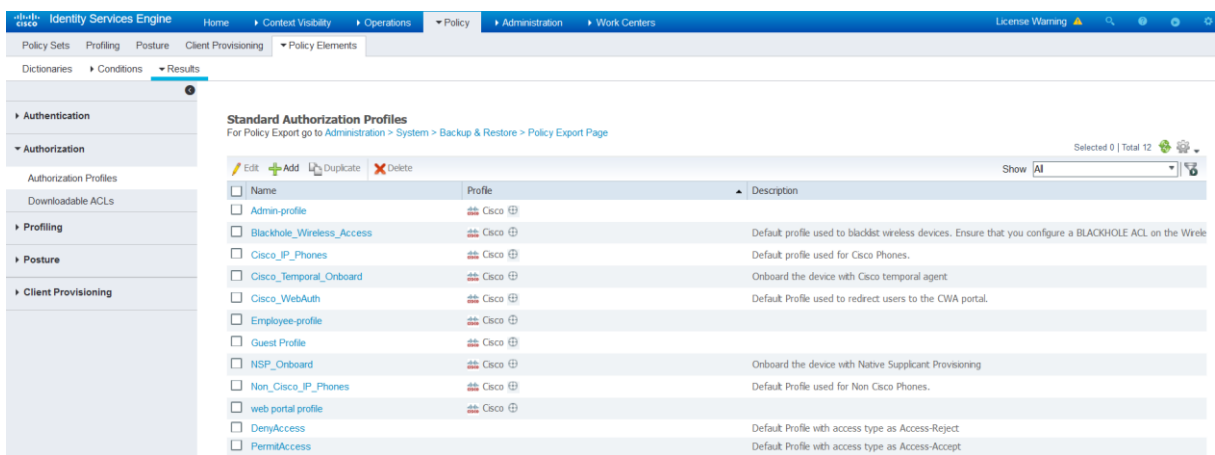 cisco Identity Services Engine Home Context Visibility Operations Policy Administration Work Centers License Warning
Policy Sets Profiling Posture Client Provisioning Policy Elements
Dictionaries Conditions Results
Authentication
Authorization
Authorization Profiles
Downloadable ACLs
Profiling
Posture
Client Provisioning
Standard Authorization Profiles
For Policy Export go to Administration > System > Backup & Restore > Policy Export Page
Selected 0 | Total 12
Edit Add Duplicate Delete Show All
Name Profile Description
Admin-profile Cisco
Blackhole_Wireless_Access Cisco Default profile used to blacklist wireless devices. Ensure that you configure a BLACKHOLE ACL on the Wirele
Cisco_IP_Phones Cisco Default profile used for Cisco Phones.
Cisco_Temporal_Onboard Cisco Onboard the device with Cisco temporal agent
Cisco_WebAuth Cisco Default Profile used to redirect users to the CWA portal.
Employee-profile Cisco
Guest Profile Cisco
NSP_Onboard Cisco Onboard the device with Native Supplicant Provisioning
Non_Cisco_IP_Phones Cisco Default Profile used for Non Cisco Phones.
web portal profile Cisco
DenyAccess Default Profile with access type as Access-Reject
PermitAccess Default Profile with access type as Access-Accept